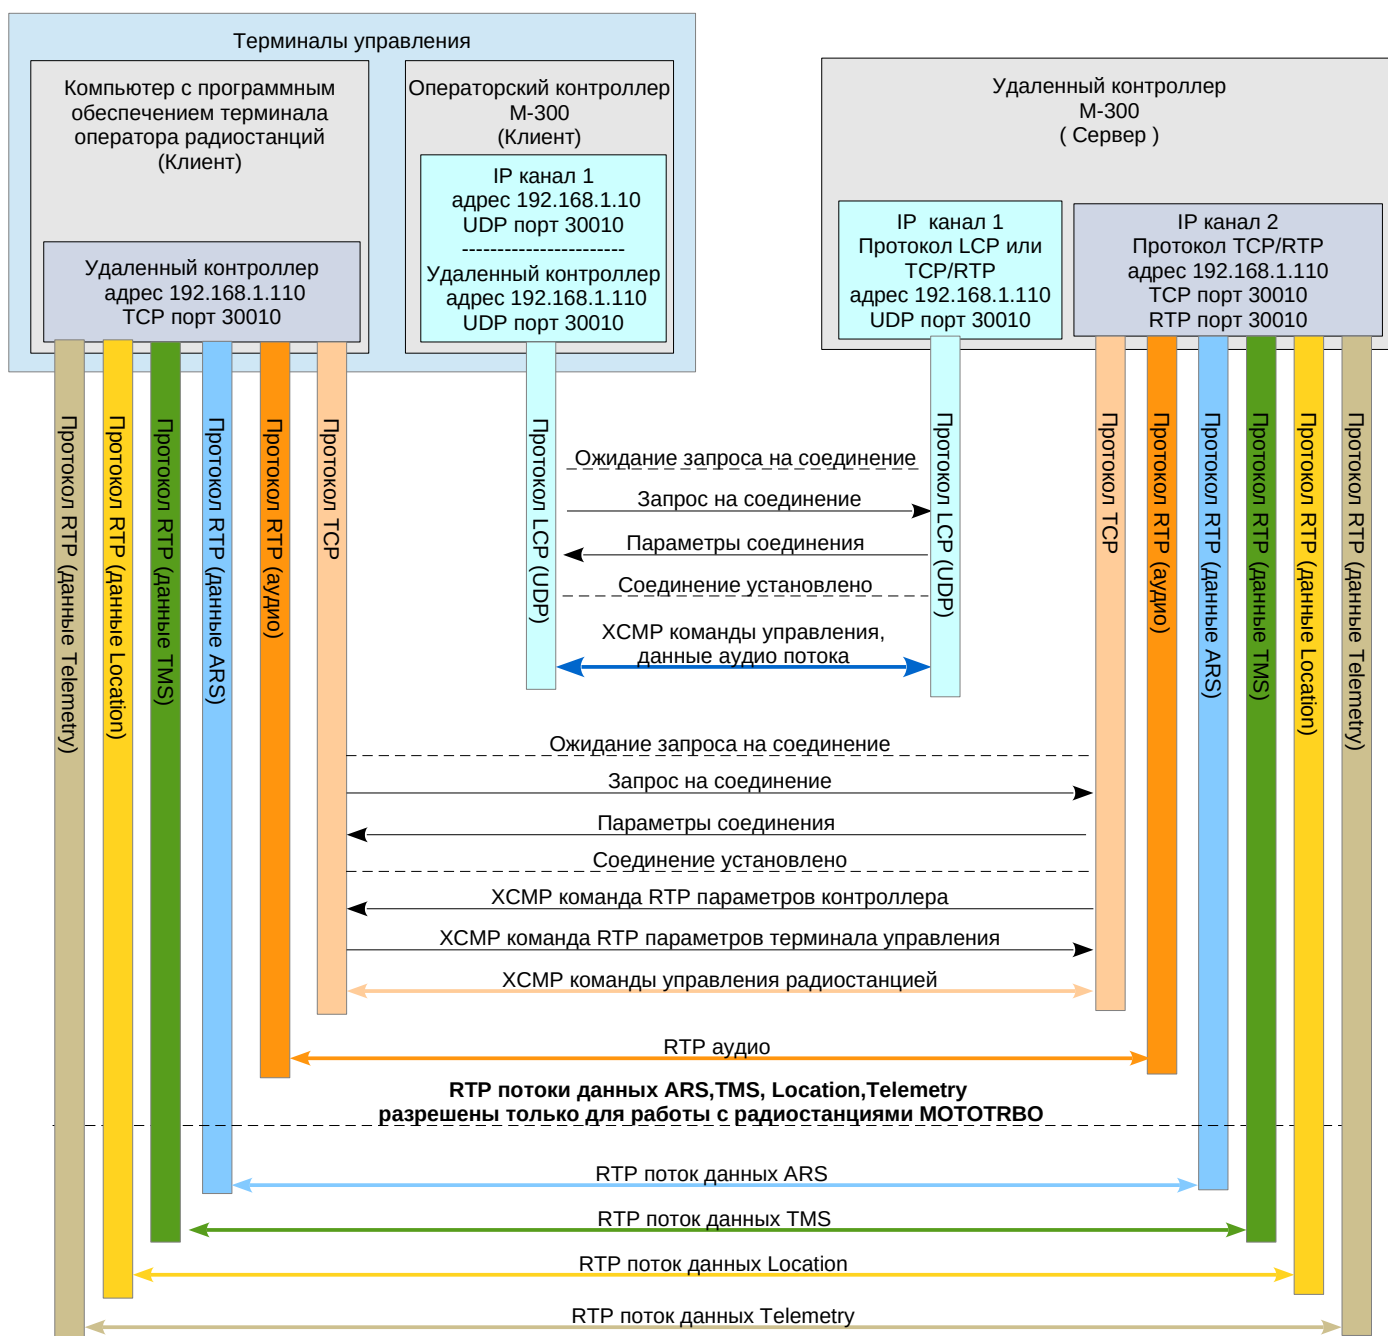 Терминалы управления
Компьютер с программным
обеспечением терминала
оператора радиостанций
(Клиент)
Удаленный контроллер
адрес 192.168.1.110
TCP порт 30010
Операторский контроллер
М-300
(Клиент)
IP канал 1
адрес 192.168.1.10
UDP порт 30010
-----------------------
Удаленный контроллер
адрес 192.168.1.110
UDP порт 30010
Удаленный контроллер
М-300
( Сервер )
IP  канал 1
Протокол LCP или
TCP/RTP
адрес 192.168.1.110
UDP порт 30010
IP канал 2
Протокол TCP/RTP
адрес 192.168.1.110
TCP порт 30010
RTP порт 30010
Протокол RTP (данные Telemetry)
Протокол RTP (данные Location)
Протокол RTP (данные TMS)
Протокол RTP (данные ARS)
Протокол RTP (аудио)
Протокол TCP
Протокол LCP (UDP)
Протокол LCP (UDP)
Протокол TCP
Протокол RTP (аудио)
Протокол RTP (данные ARS)
Протокол RTP (данные TMS)
Протокол RTP (данные Location)
Протокол RTP (данные Telemetry)
Ожидание запроса на соединение
Запрос на соединение
Параметры соединения
Соединение установлено
XCMP команды управления,
данные аудио потока
Ожидание запроса на соединение
Запрос на соединение
Параметры соединения
Соединение установлено
XCMP команда RTP параметров контроллера
XCMP команда RTP параметров терминала управления
XCMP команды управления радиостанцией
RTP аудио
RTP потоки данных ARS,TMS, Location,Telemetry
разрешены только для работы с радиостанциями MOTOTRBO
RTP поток данных ARS
RTP поток данных TMS
RTP поток данных Location
RTP поток данных Telemetry